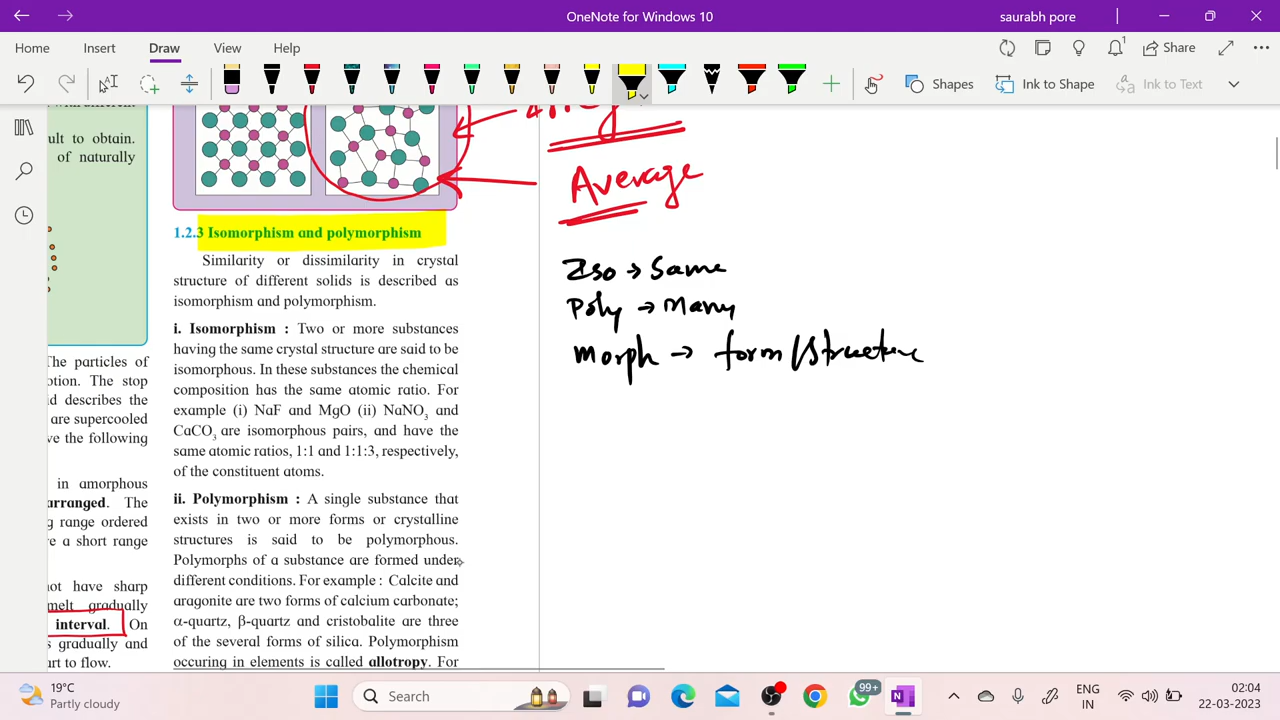 OneNote for Windows 10
saurabh pore
Home
Insert
Draw
View
Help
Share
Shapes
Ink to Shape
Ink to Text
ult to obtain.
of naturally
The particles of
otion. The stop
d describes the
are supercooled
ve the following
in amorphous
arranged. The
g range ordered
e a short range
not have sharp
melt gradually
interval. On
s gradually and
art to flow.
1.2.3 Isomorphism and polymorphism
Similarity or dissimilarity in crystal
structure of different solids is described as
isomorphism and polymorphism.
i. Isomorphism : Two or more substances
having the same crystal structure are said to be
isomorphous. In these substances the chemical
composition has the same atomic ratio. For
example (i) NaF and MgO (ii) NaNO3 and
CaCO3 are isomorphous pairs, and have the
same atomic ratios, 1:1 and 1:1:3, respectively,
of the constituent atoms.
ii. Polymorphism : A single substance that
exists in two or more forms or crystalline
structures is said to be polymorphous.
Polymorphs of a substance are formed under
different conditions. For example : Calcite and
aragonite are two forms of calcium carbonate;
α-quartz, β-quartz and cristobalite are three
of the several forms of silica. Polymorphism
occuring in elements is called allotropy. For
Average
Iso → Same
Poly → Many
Morph → form/structure
19°C
Partly cloudy
Search
99+
ENG
IN
02:04
22-03-2023